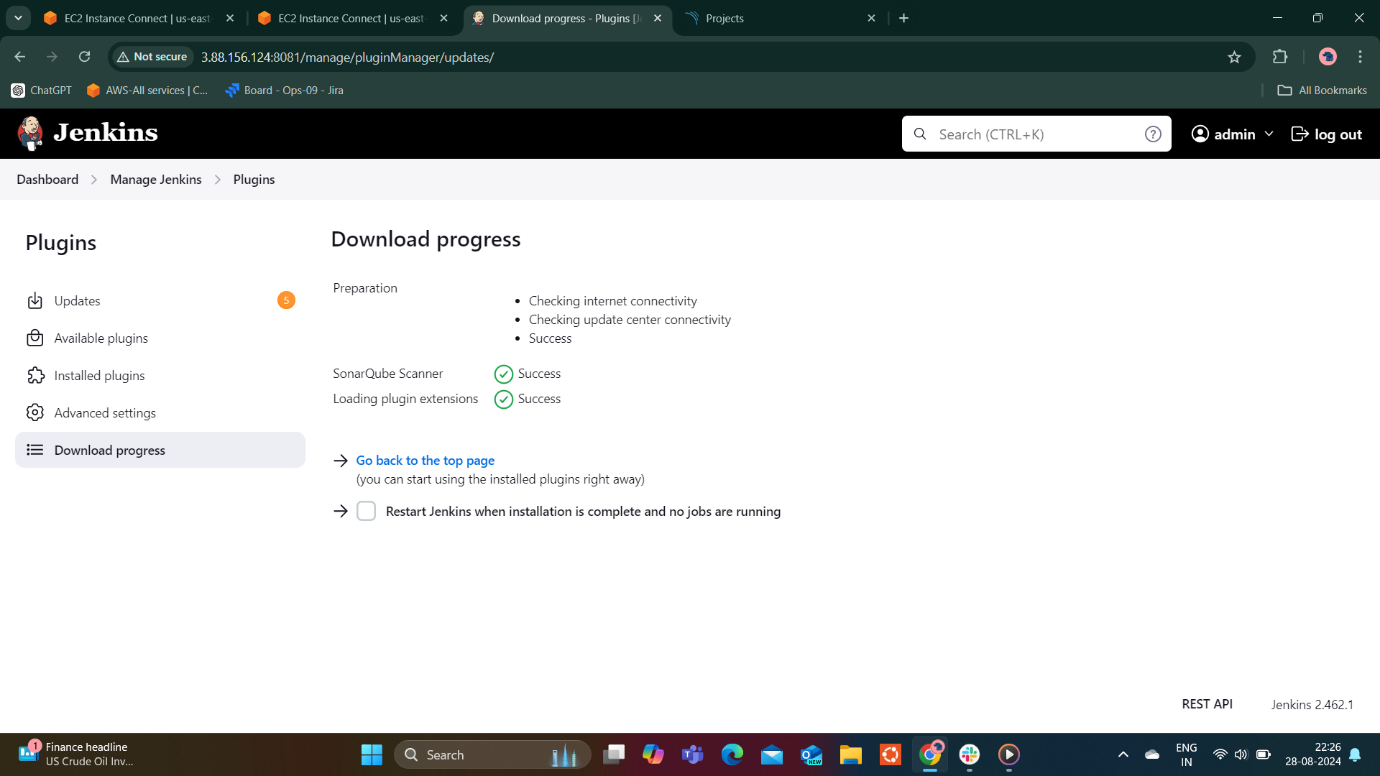 EC2 Instance Connect | us-east-
EC2 Instance Connect | us-east-
Download progress - Plugins [J
Projects
Not secure
3.88.156.124:8081/manage/pluginManager/updates/
ChatGPT
AWS-All services | C...
Board - Ops-09 - Jira
All Bookmarks
Jenkins
Search (CTRL+K)
?
admin
log out
Dashboard
Manage Jenkins
Plugins
Plugins
Updates
5
Available plugins
Installed plugins
Advanced settings
Download progress
Download progress
Preparation
• Checking internet connectivity
• Checking update center connectivity
• Success
SonarQube Scanner
Success
Loading plugin extensions
Success
Go back to the top page
(you can start using the installed plugins right away)
Restart Jenkins when installation is complete and no jobs are running
REST API
Jenkins 2.462.1
1
Finance headline
US Crude Oil Inv...
Search
NEW
ENG
IN
22:26
28-08-2024